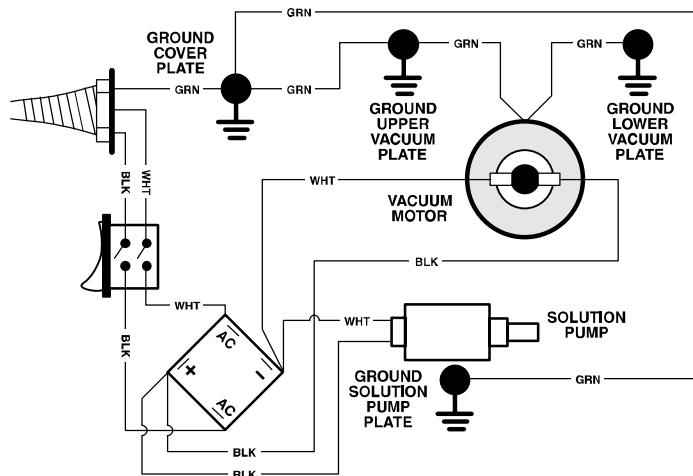 GRN
GRN
GROUND
COVER
PLATE
GRN
GRN
GRN
GROUND
UPPER
VACUUM
PLATE
GROUND
LOWER
VACUUM
PLATE
BLK
WHT
WHT
VACUUM
MOTOR
BLK
WHT
BLK
AC
+
–
AC
WHT
SOLUTION
PUMP
GROUND
SOLUTION
PUMP
PLATE
GRN
BLK
BLK